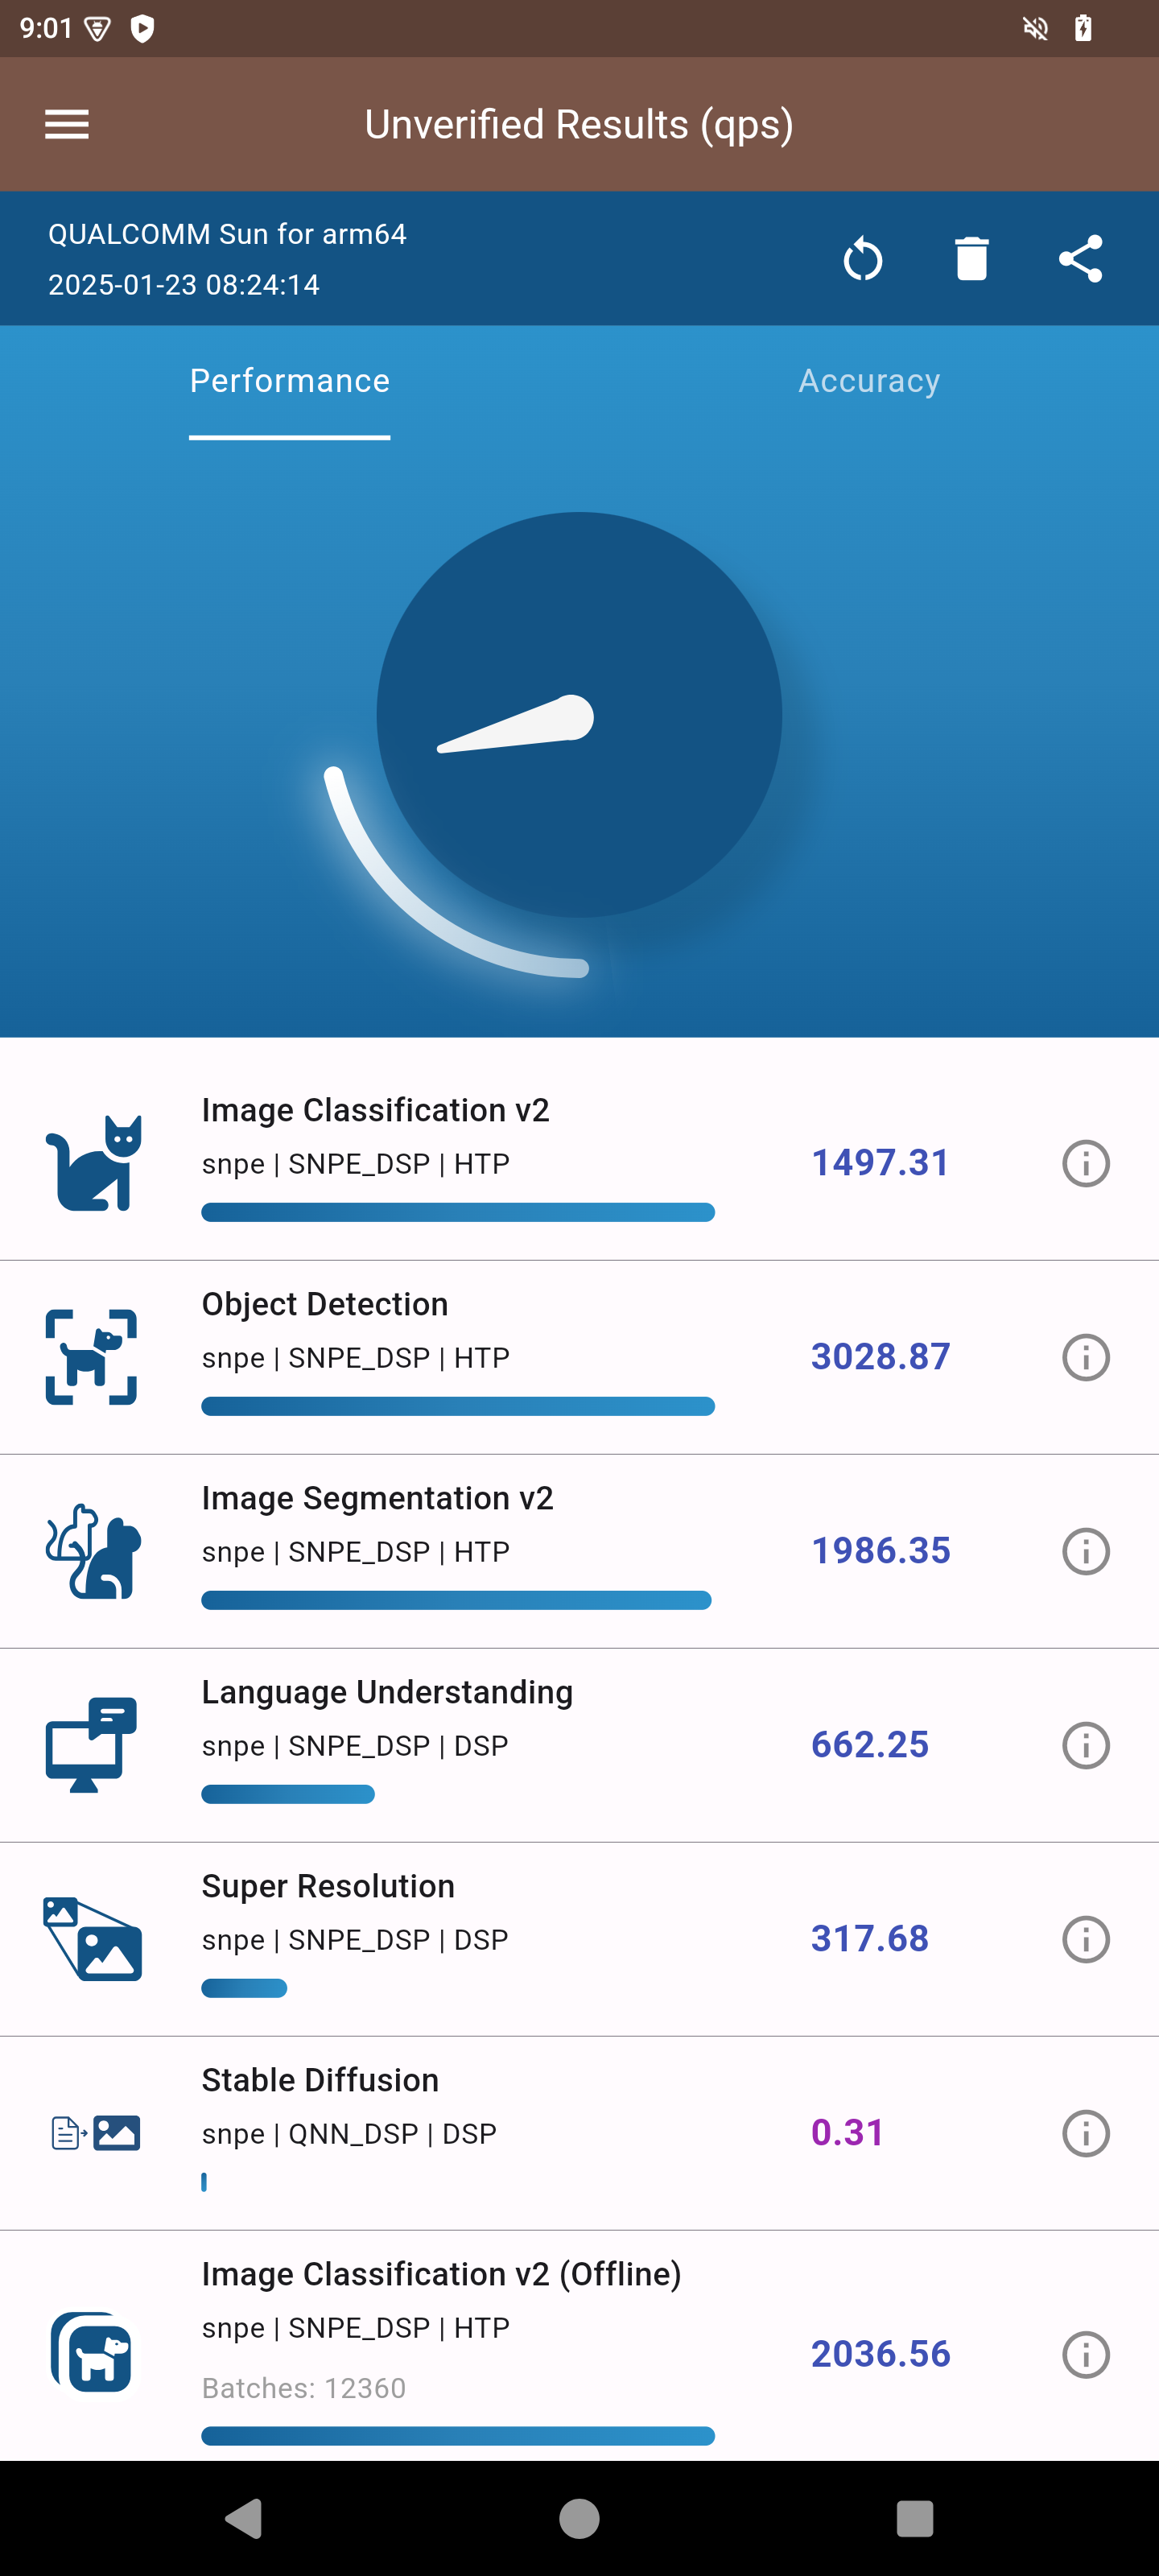 9:01
Unverified Results (qps)
QUALCOMM Sun for arm64
2025-01-23 08:24:14
Performance
Accuracy
Image Classification v2
snpe | SNPE_DSP | HTP
1497.31
Object Detection
snpe | SNPE_DSP | HTP
3028.87
Image Segmentation v2
snpe | SNPE_DSP | HTP
1986.35
Language Understanding
snpe | SNPE_DSP | DSP
662.25
Super Resolution
snpe | SNPE_DSP | DSP
317.68
Stable Diffusion
snpe | QNN_DSP | DSP
0.31
Image Classification v2 (Offline)
snpe | SNPE_DSP | HTP
2036.56
Batches: 12360